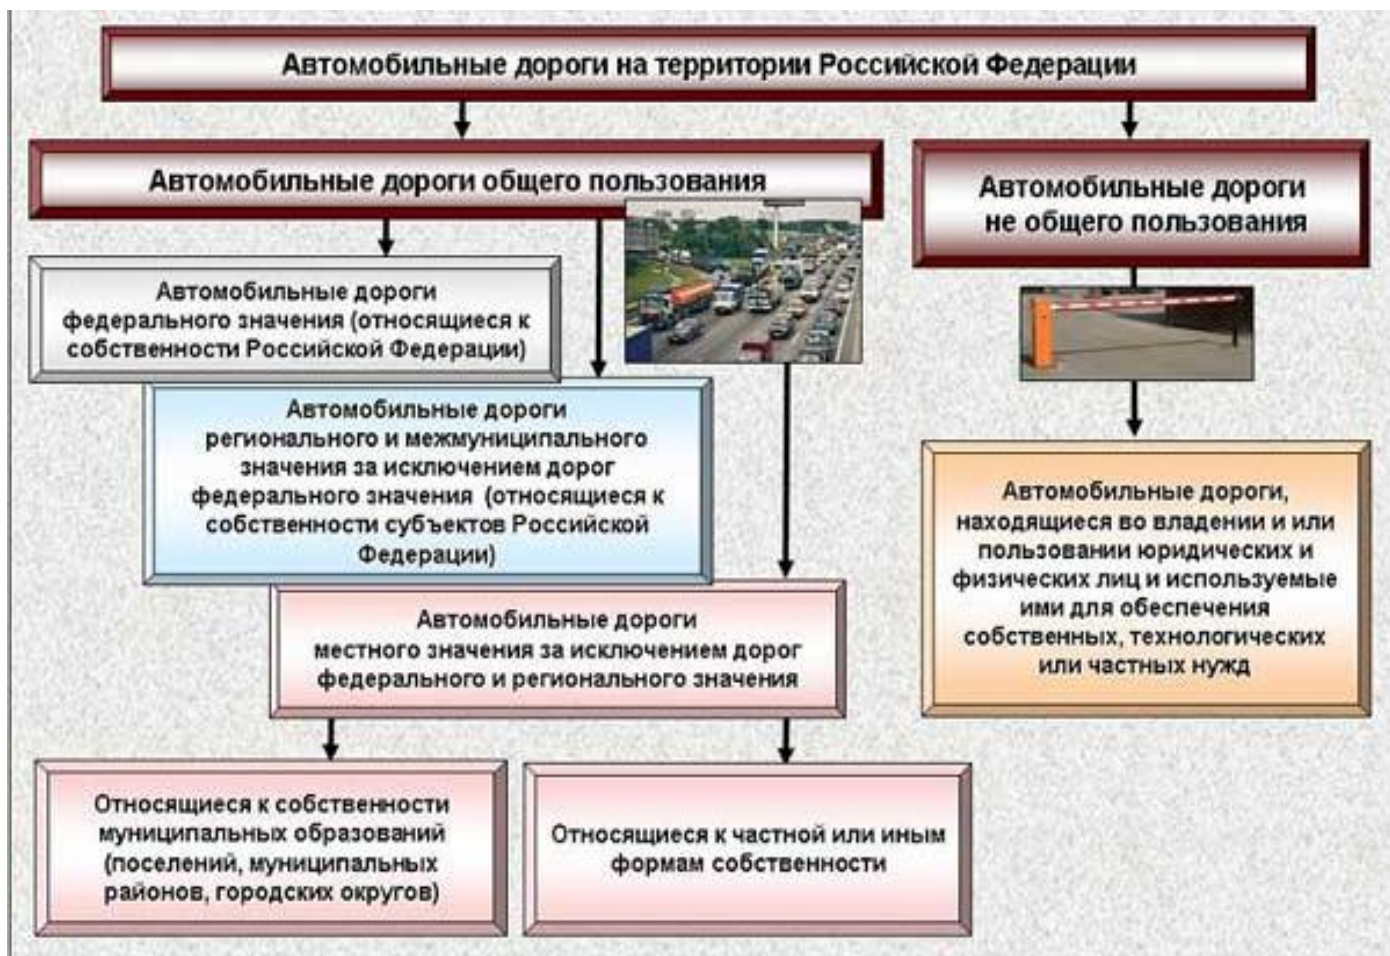 Автомобильные дороги на территории Российской Федерации
Автомобильные дороги общего пользования
Автомобильные дороги
не общего пользования
Автомобильные дороги
федерального значения (относящиеся к
собственности Российской Федерации)
Автомобильные дороги
регионального и межмуниципального
значения за исключением дорог
федерального значения (относящиеся к
собственности субъектов Российской
Федерации)
Автомобильные дороги,
находящиеся во владении и или
пользовании юридических и
физических лиц и используемые
ими для обеспечения
собственных, технологических
или частных нужд
Автомобильные дороги
местного значения за исключением дорог
федерального и регионального значения
Относящиеся к собственности
муниципальных образований
(поселений, муниципальных
районов, городских округов)
Относящиеся к частной или иным
формам собственности